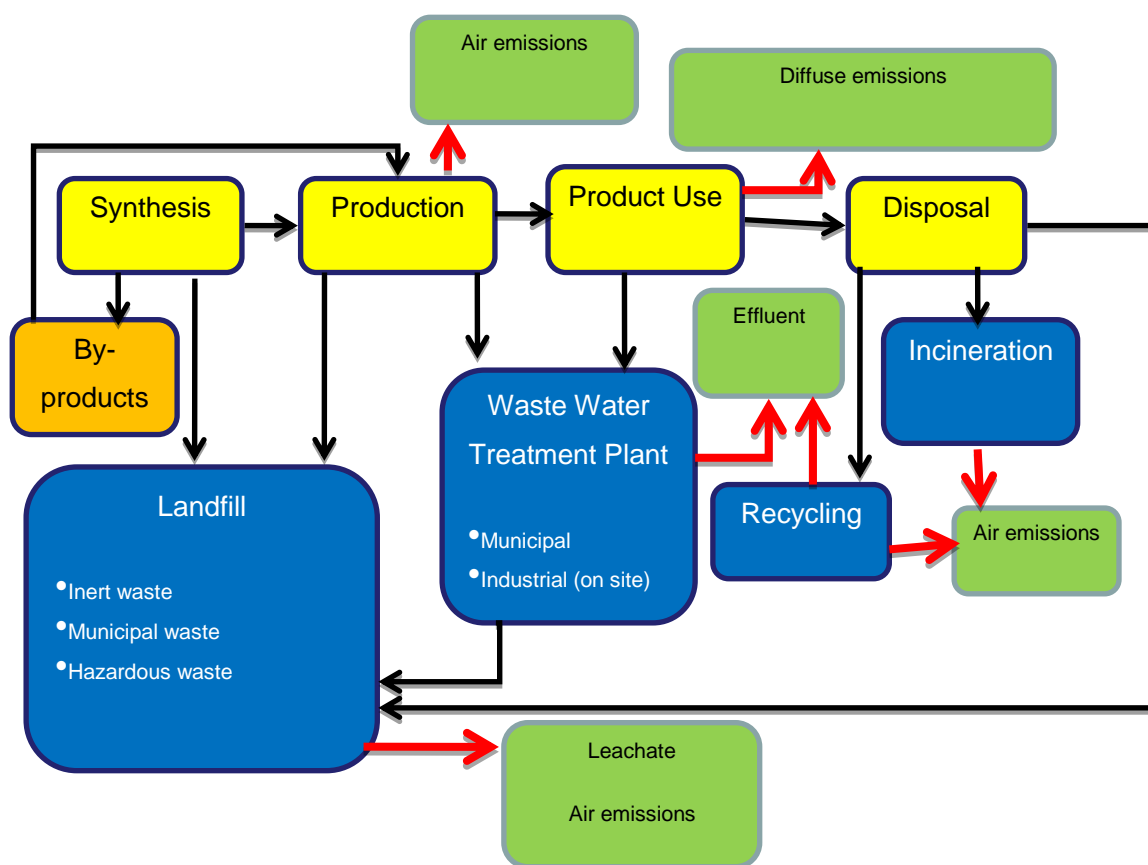 Air emissions
Diffuse emissions
Synthesis
Production
Product Use
Disposal
By-
products
Effluent
Incineration
Waste Water
Treatment Plant
•Municipal
•Industrial (on site)
Recycling
Air emissions
Landfill
•Inert waste
•Municipal waste
•Hazardous waste
Leachate
Air emissions